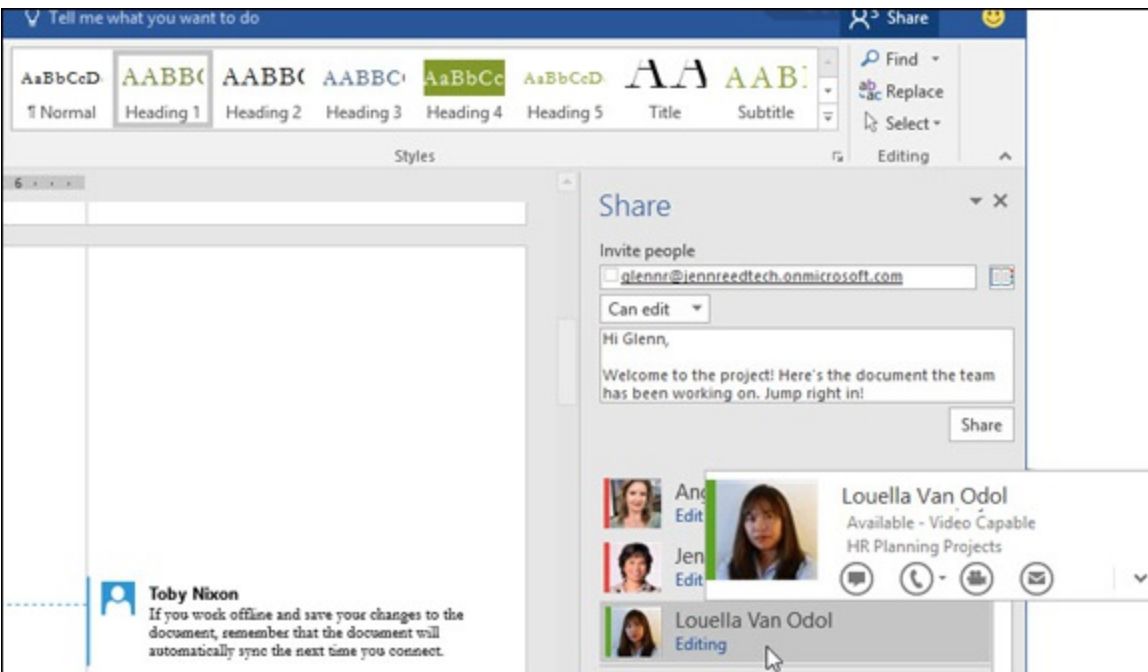 Tell me what you want to do
Share
AaBbCcD
AABB(
AABB(
AABBC
AaBbCc
AaBbCcD
AA
AAB
¶ Normal
Heading 1
Heading 2
Heading 3
Heading 4
Heading 5
Title
Subtitle
Find
Replace
Select
Styles
Editing
6
Share
Invite people
glennr@jennreedtech.onmicrosoft.com
Can edit
Hi Glenn,
Welcome to the project! Here's the document the team
has been working on. Jump right in!
Share
Ang
Edit
Jen
Edit
Louella Van Odol
Available - Video Capable
HR Planning Projects
Louella Van Odol
Editing
Toby Nixon
If you work offline and save your changes to the
document, remember that the document will
automatically sync the next time you connect.